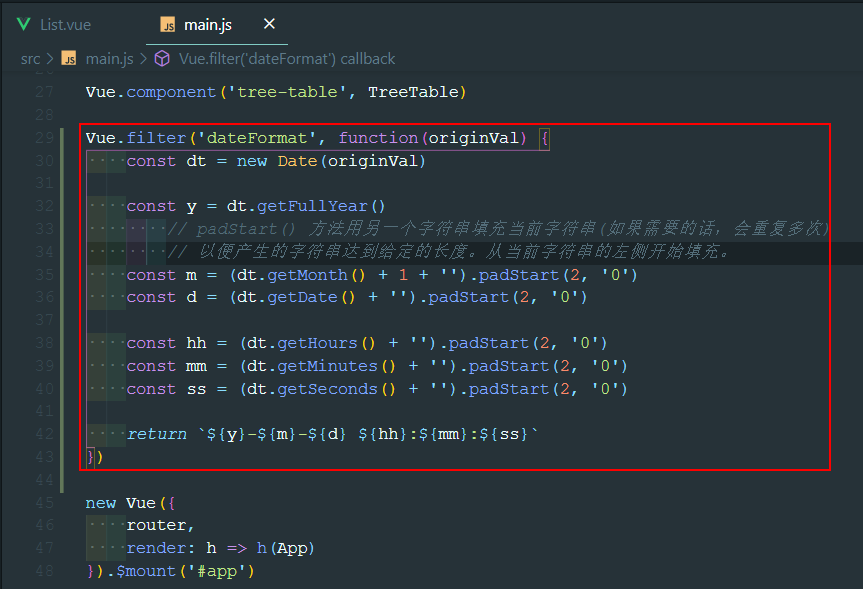 List.vue
JS main.js ×
src > JS main.js > Vue.filter('dateFormat') callback
27 Vue.component('tree-table', TreeTable)
28
29 Vue.filter('dateFormat', function(originVal) {
30 const dt = new Date(originVal)
31
32 const y = dt.getFullYear()
33 // padStart() 方法用另一个字符串填充当前字符串(如果需要的话，会重复多次)
34 // 以便产生的字符串达到给定的长度。从当前字符串的左侧开始填充。
35 const m = (dt.getMonth() + 1 + '').padStart(2, '0')
36 const d = (dt.getDate() + '').padStart(2, '0')
37
38 const hh = (dt.getHours() + '').padStart(2, '0')
39 const mm = (dt.getMinutes() + '').padStart(2, '0')
40 const ss = (dt.getSeconds() + '').padStart(2, '0')
41
42 return `${y}-${m}-${d} ${hh}:${mm}:${ss}`
43 })
44
45 new Vue({
46 router,
47 render: h => h(App)
48 }).$mount('#app')